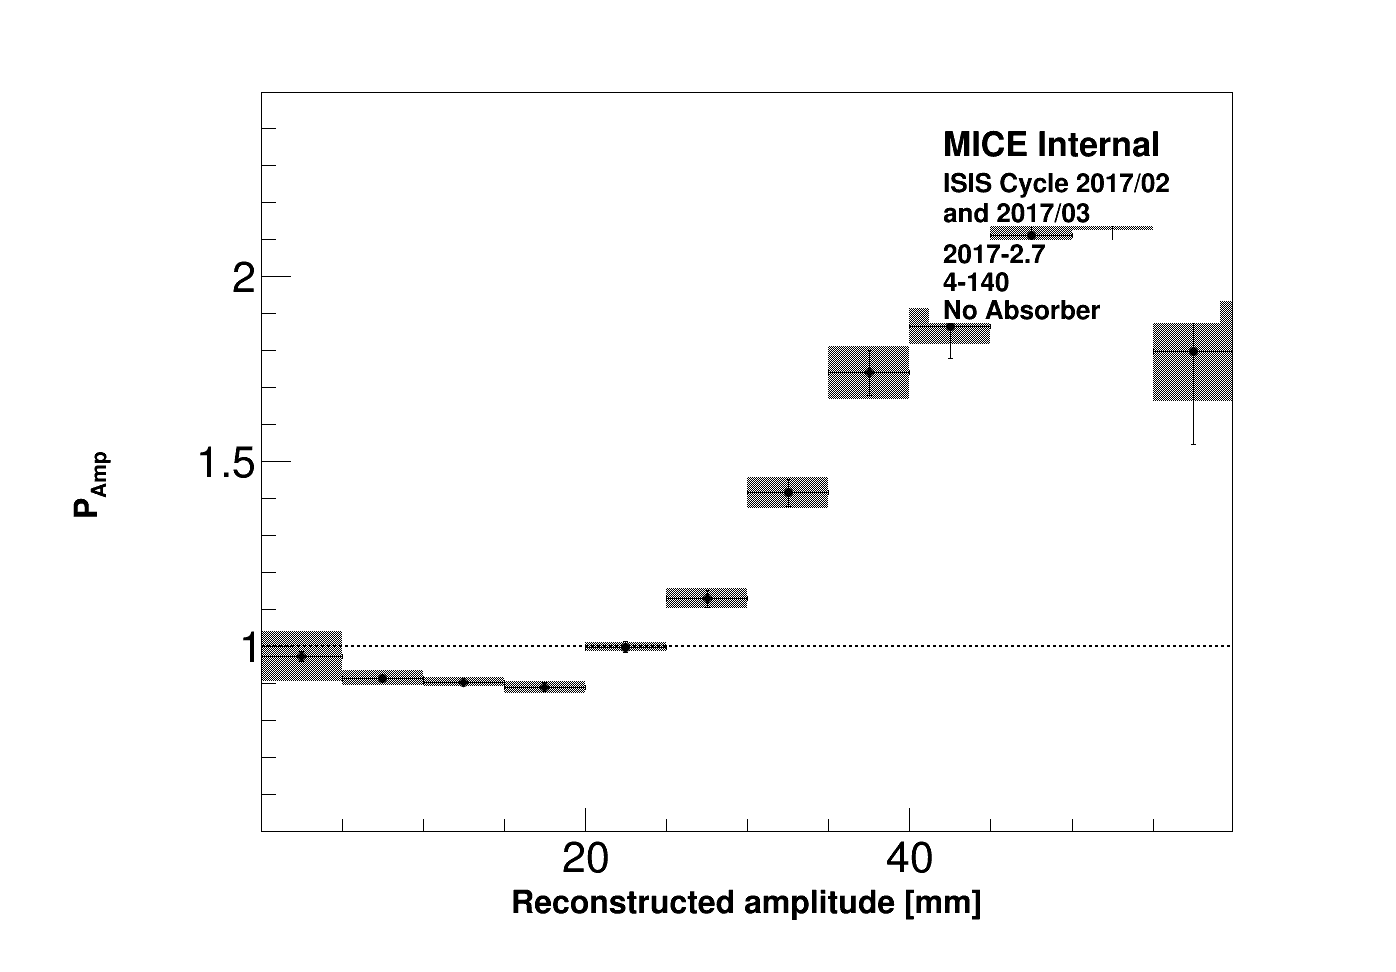 MICE Internal
ISIS Cycle 2017/02
and 2017/03
2017-2.7
4-140
No Absorber
2
1.5
1
P_Amp
20
40
Reconstructed amplitude [mm]